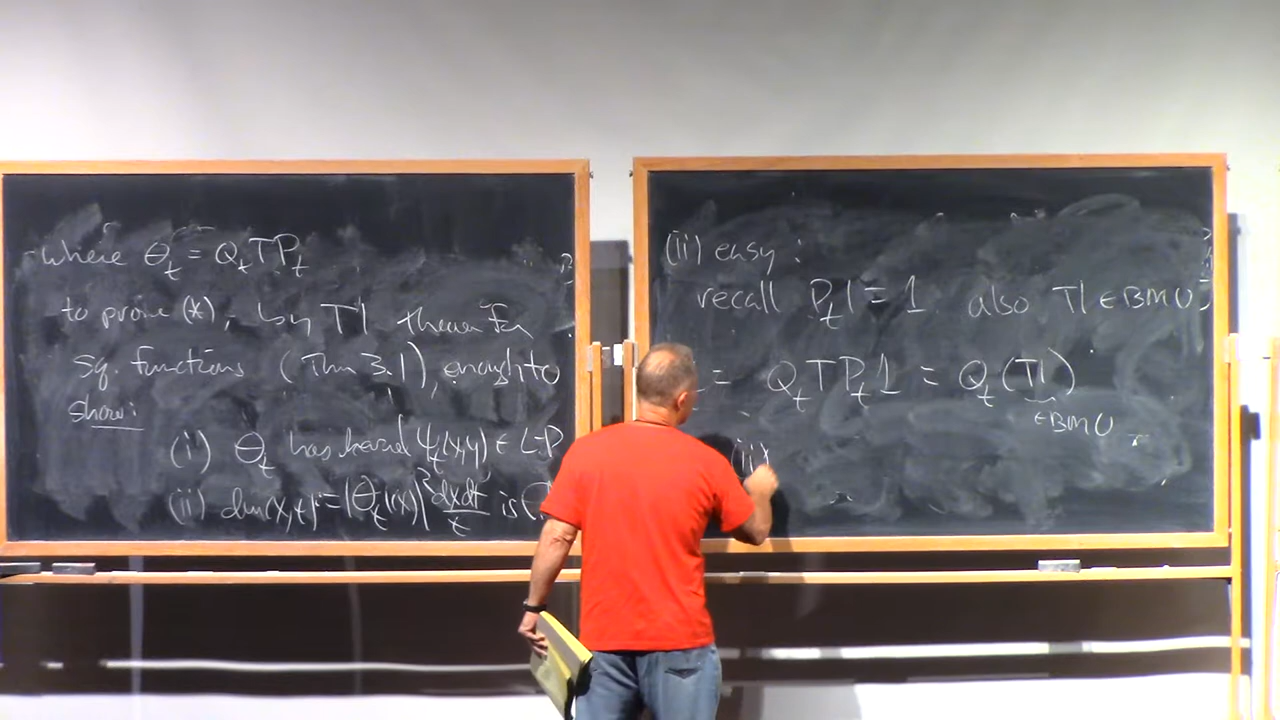 where θ_t = Q_t T P_t
to prove (*), by T1 theorem for
sq. functions (Thm 3.1), enough to
show:
(i) θ_t has kernel ψ_t(x,y) ∈ L-P
(ii) dm(x,t) = |θ_t 1(x)|² dxdt/t is
(ii) easy:
recall P_t 1 = 1 also T1 ∈ BMO
= Q_t T P_t 1 = Q_t (T1)
∈ BMO
(ii)